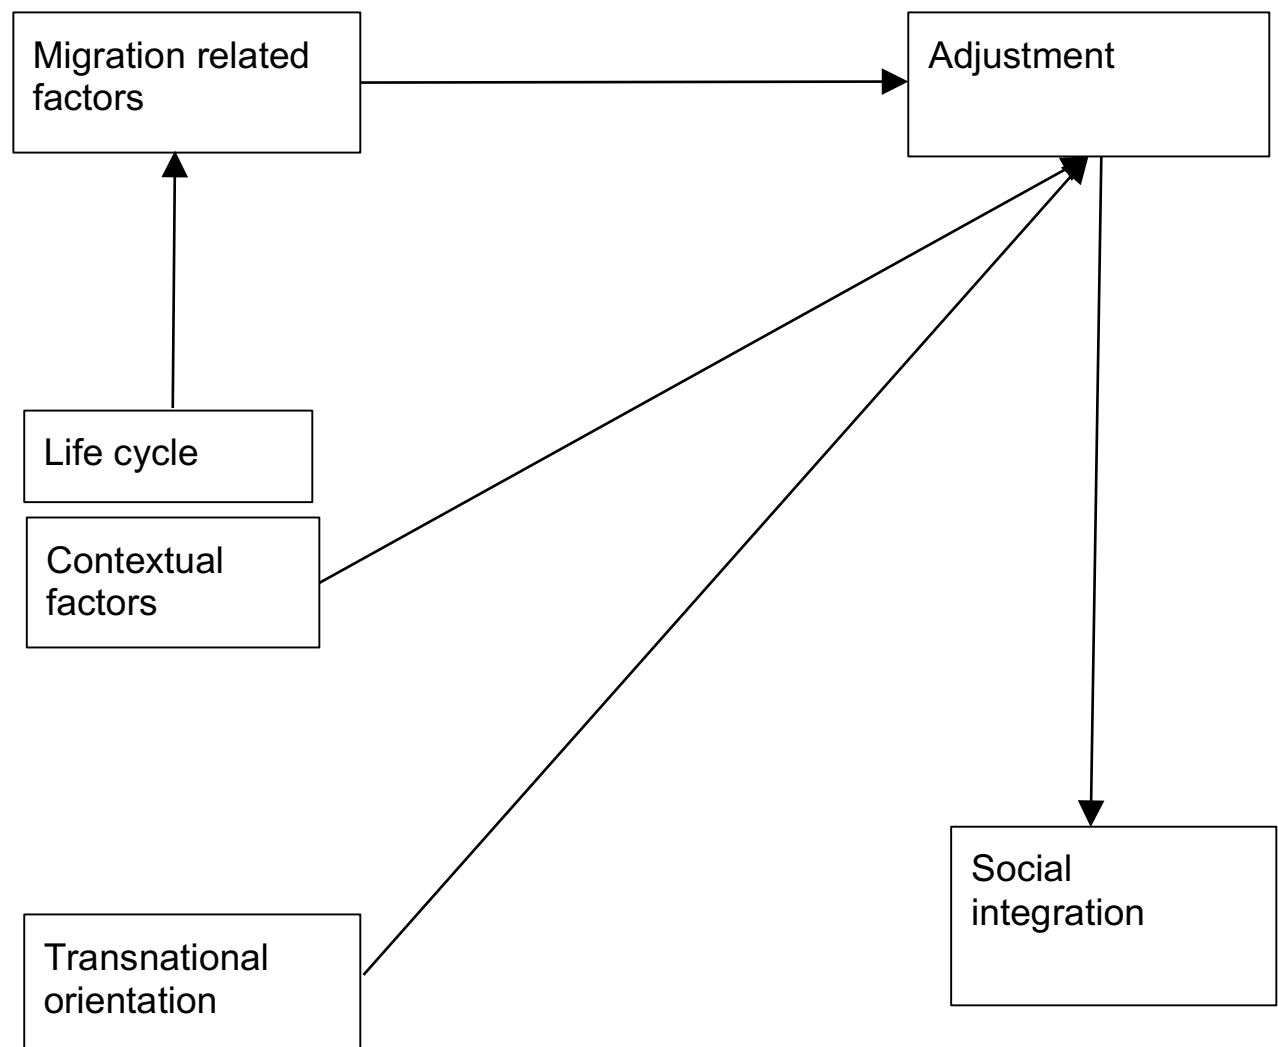 Migration related
factors
Adjustment
Life cycle
Contextual
factors
Social
integration
Transnational
orientation